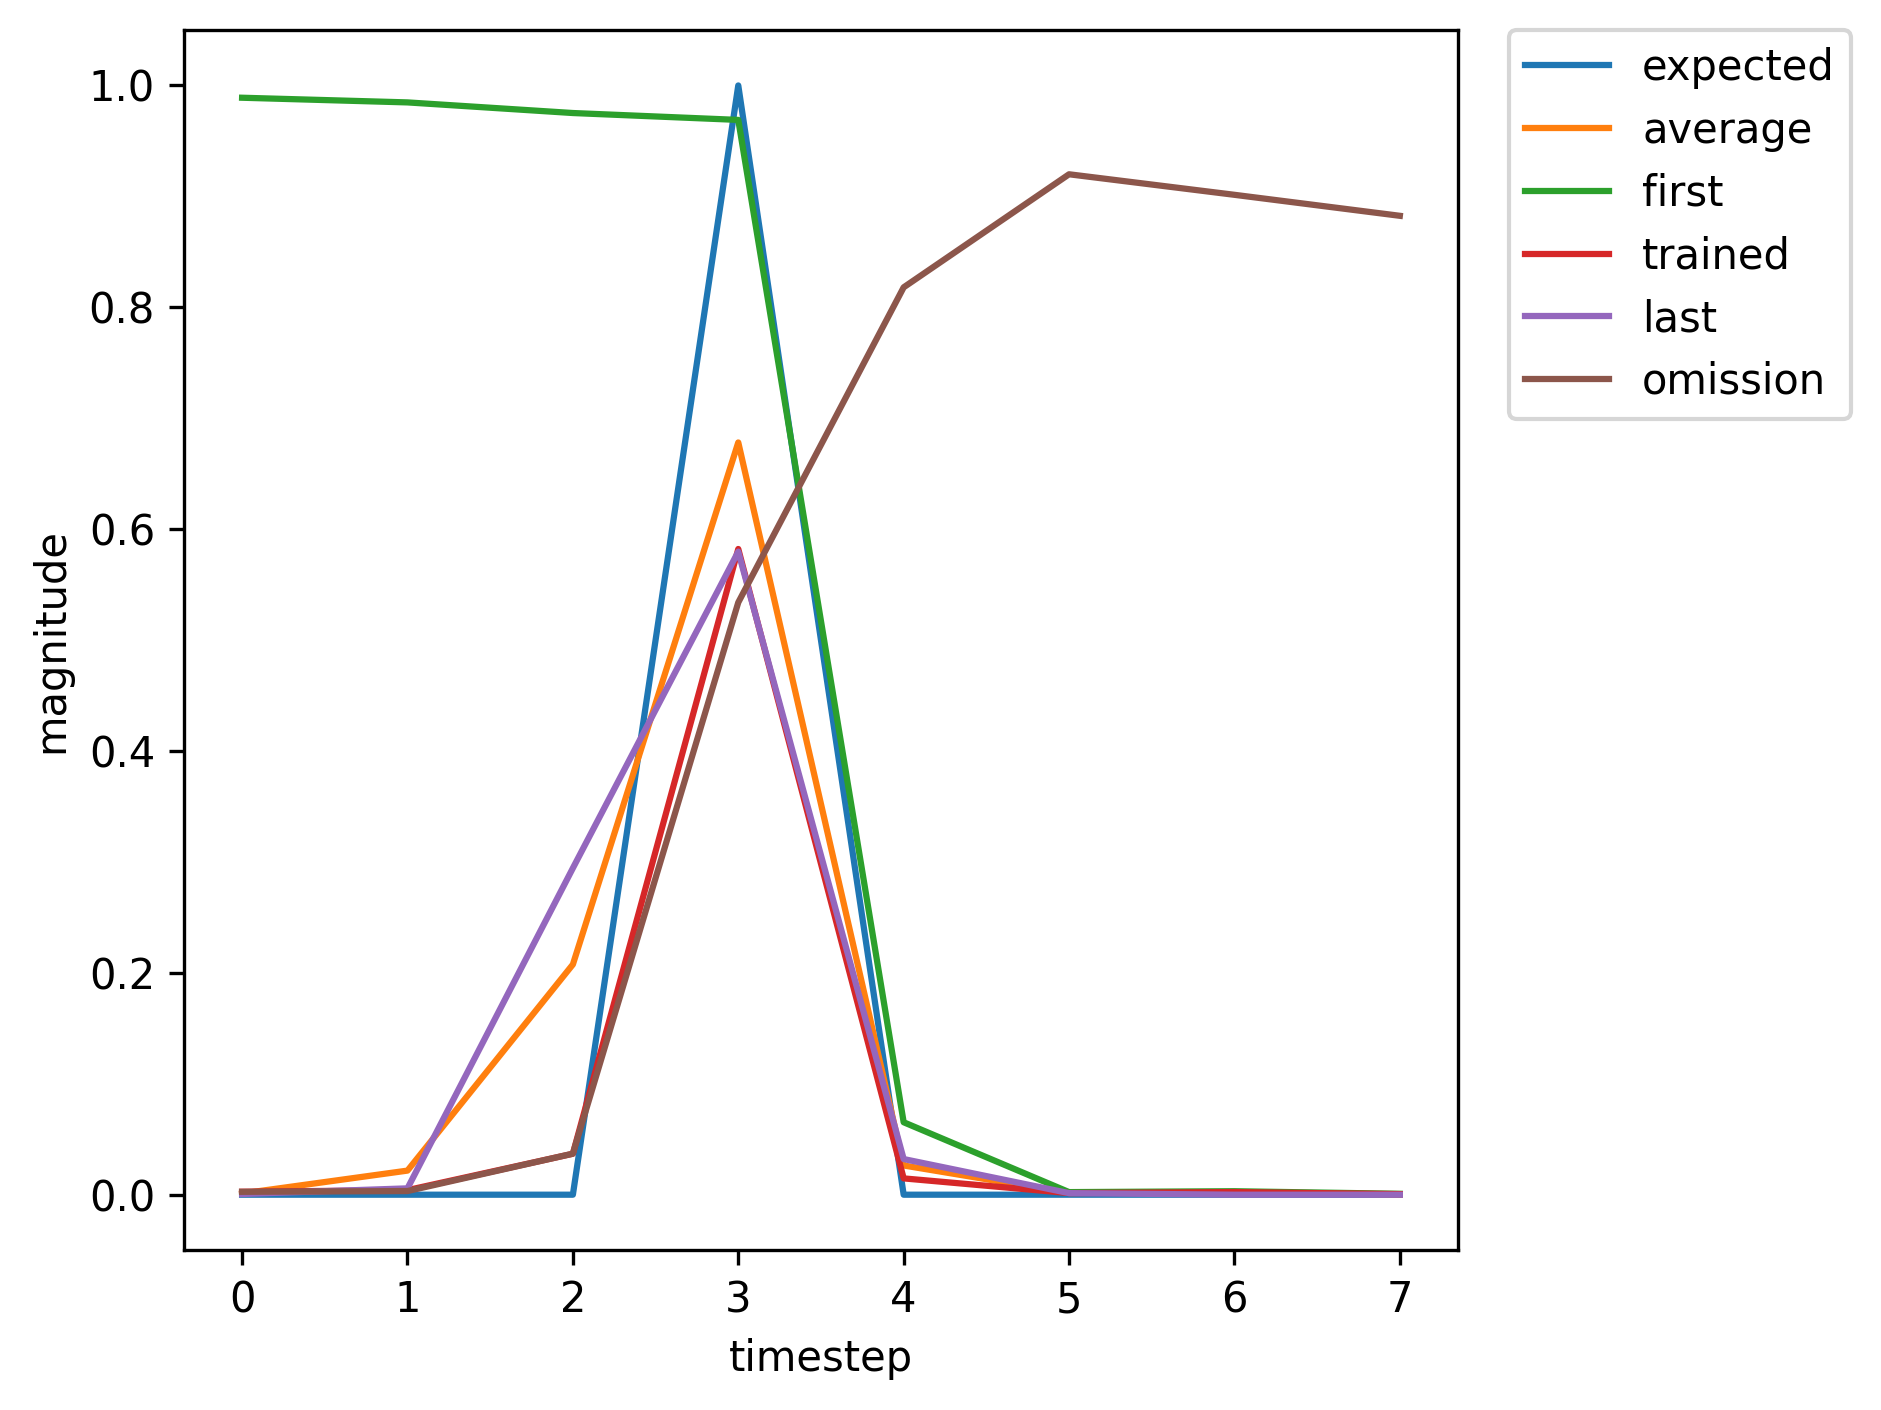 1.0
0.8
0.6
0.4
0.2
0.0
magnitude
0 1 2 3 4 5 6 7
timestep
expected
average
first
trained
last
omission